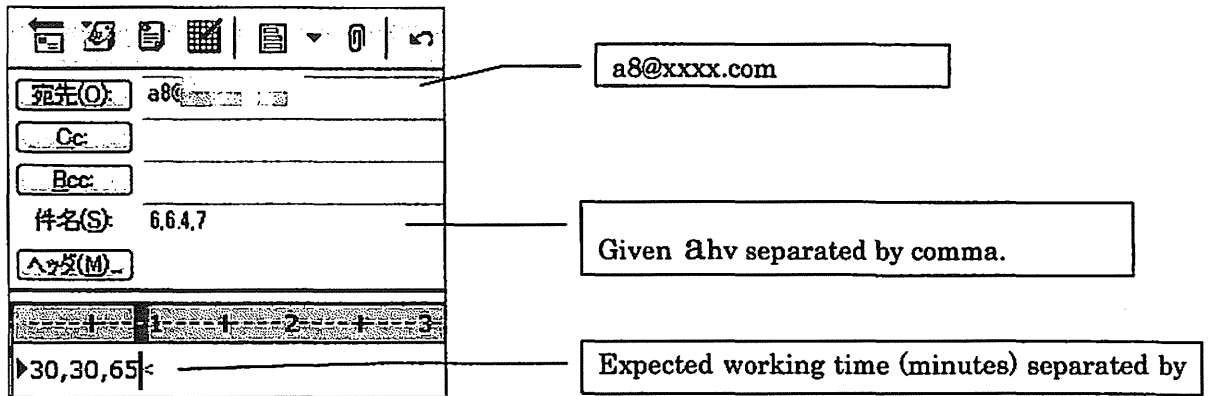 宛先(O):
a8@
a8@xxxx.com
Cc:
Bcc:
件名(S):
6,6.4,7
Given ahv separated by comma.
ヘッダ(M)...
1 2 3
30,30,65
Expected working time (minutes) separated by